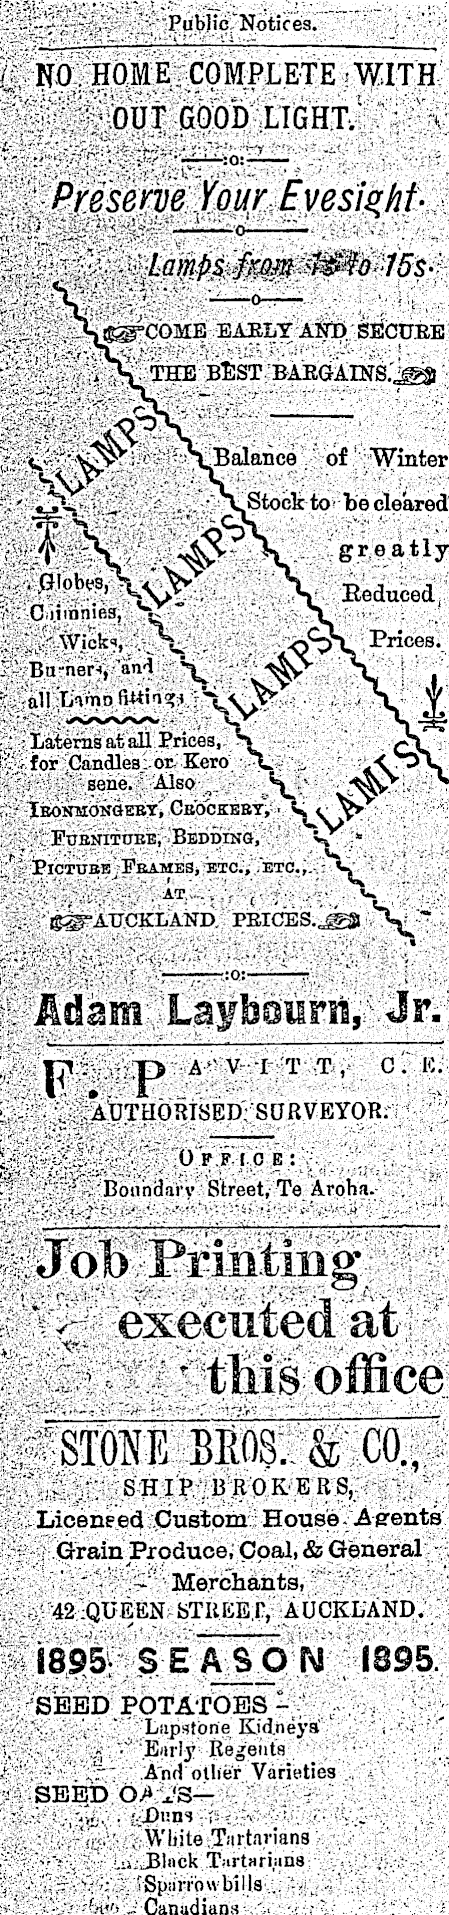 Public Notices.
NO HOME COMPLETE WITH
OUT GOOD LIGHT.
:o:
Preserve Your Eyesight.
o
Lamps from 1s to 15s.
o
COME EARLY AND SECURE
THE BEST BARGAINS.
LAMPS
LAMPS
LAMPS
LAMPS
Balance of Winter
Stock to be cleared
greatly
Reduced
Prices.
Globes,
Chimnies,
Wicks,
Burners, and
all Lamp fittings
Laterns at all Prices,
for Candles or Kero
sene. Also
IRONMONGERY, CROCKERY,
FURNITURE, BEDDING,
PICTURE FRAMES, ETC., ETC.,
AT
AUCKLAND PRICES.
:o:
Adam Laybourn, Jr.
F. PAVITT, C. E.
AUTHORISED SURVEYOR.
OFFICE:
Boundary Street, Te Aroha.
Job Printing
executed at
this office
STONE BROS. & CO.,
SHIP BROKERS,
Licensed Custom House Agents
Grain Produce, Coal, & General
Merchants,
42 QUEEN STREET, AUCKLAND.
1895 SEASON 1895.
SEED POTATOES -
Lapstone Kidneys
Early Regents
And other Varieties
SEED OATS—
Duns
White Tartarians
Black Tartarians
Sparrowbills
Canadians